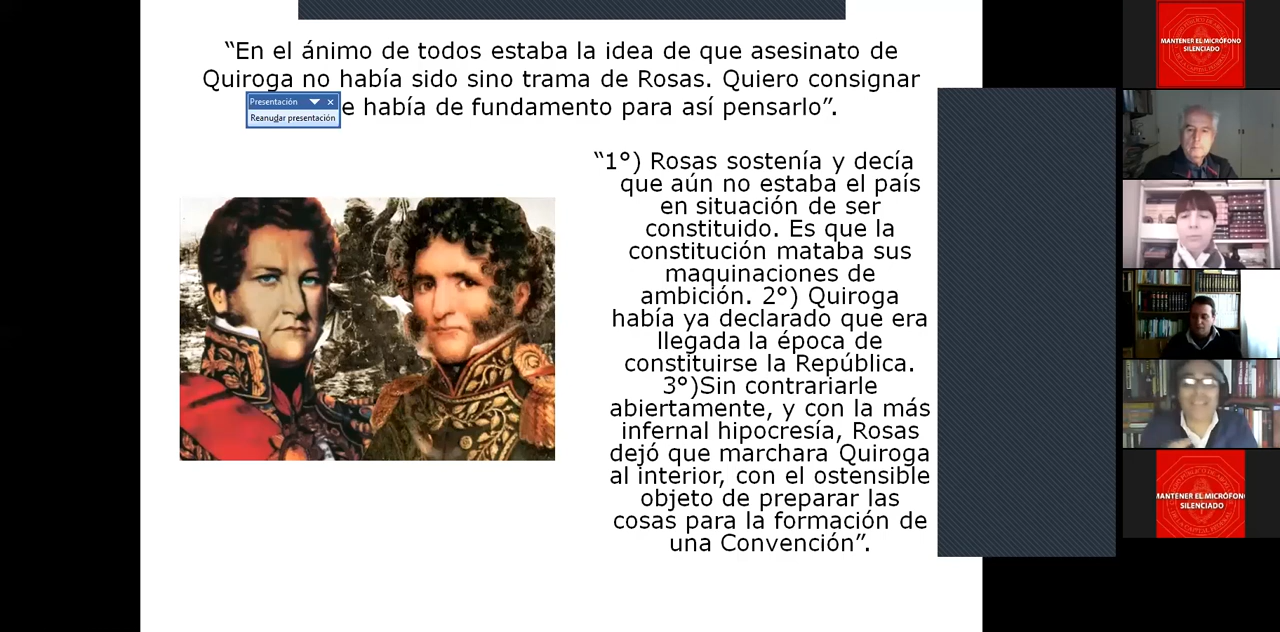 “En el ánimo de todos estaba la idea de que asesinato de
Quiroga no había sido sino trama de Rosas. Quiero consignar
e había de fundamento para así pensarlo”.
Presentación
Reanudar presentación
“1°) Rosas sostenía y decía
que aún no estaba el país
en situación de ser
constituido. Es que la
constitución mataba sus
maquinaciones de
ambición. 2°) Quiroga
había ya declarado que era
llegada la época de
constituirse la República.
3°)Sin contrariarle
abiertamente, y con la más
infernal hipocresía, Rosas
dejó que marchara Quiroga
al interior, con el ostensible
objeto de preparar las
cosas para la formación de
una Convención”.
MANTENER EL MICRÓFONO
SILENCIADO
MANTENER EL MICRÓFONO
SILENCIADO